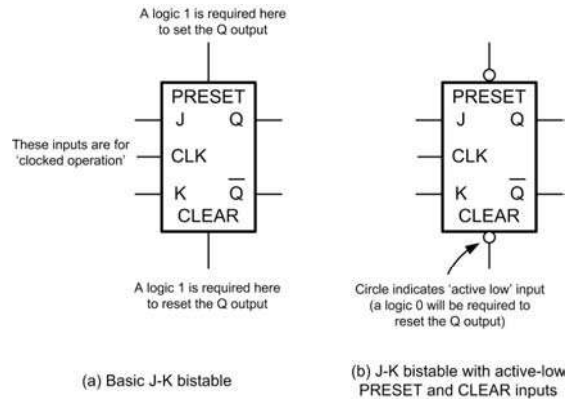 A logic 1 is required here
to set the Q output
PRESET
J Q
These inputs are for
'clocked operation'
CLK
K Q
CLEAR
A logic 1 is required here
to reset the Q output
(a) Basic J-K bistable
PRESET
J Q
CLK
K Q
CLEAR
Circle indicates 'active low' input
(a logic 0 will be required to
reset the Q output)
(b) J-K bistable with active-low
PRESET and CLEAR inputs